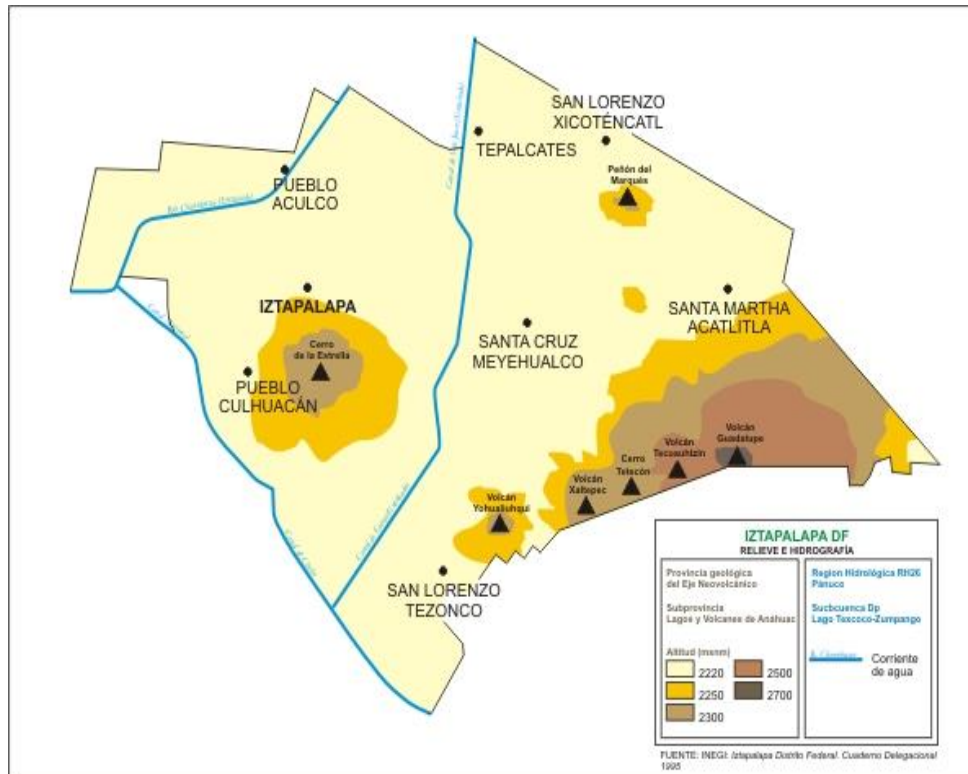 SAN LORENZO
XICOTÉNCATL
TEPALCATES
Peñón del
Marqués
PUEBLO
ACULCO
IZTAPALAPA
SANTA MARTHA
ACATLITLA
SANTA CRUZ
MEYEHUALCO
Cerro
de la Estrella
PUEBLO
CULHUACÁN
Volcán
Guadalupe
Volcán
Tecuauhtzin
Cerro
Tetecón
Volcán
Xaltepec
Volcán
Yohualiuhqui
SAN LORENZO
TEZONCO
IZTAPALAPA DF
RELIEVE E HIDROGRAFÍA
Provincia geológica
del Eje Neovolcánico
Subprovincia
Lagos y Volcanes de Anáhuac
Altitud (msnm)
2220
2250
2300
2500
2700
Region Hidrológica RH26
Pánuco
Sucbcuenca Dp
Lago Texcoco-Zumpango
Corriente
de agua
FUENTE: INEGI: Iztapalapa Distrito Federal. Cuaderno Delegacional
1995